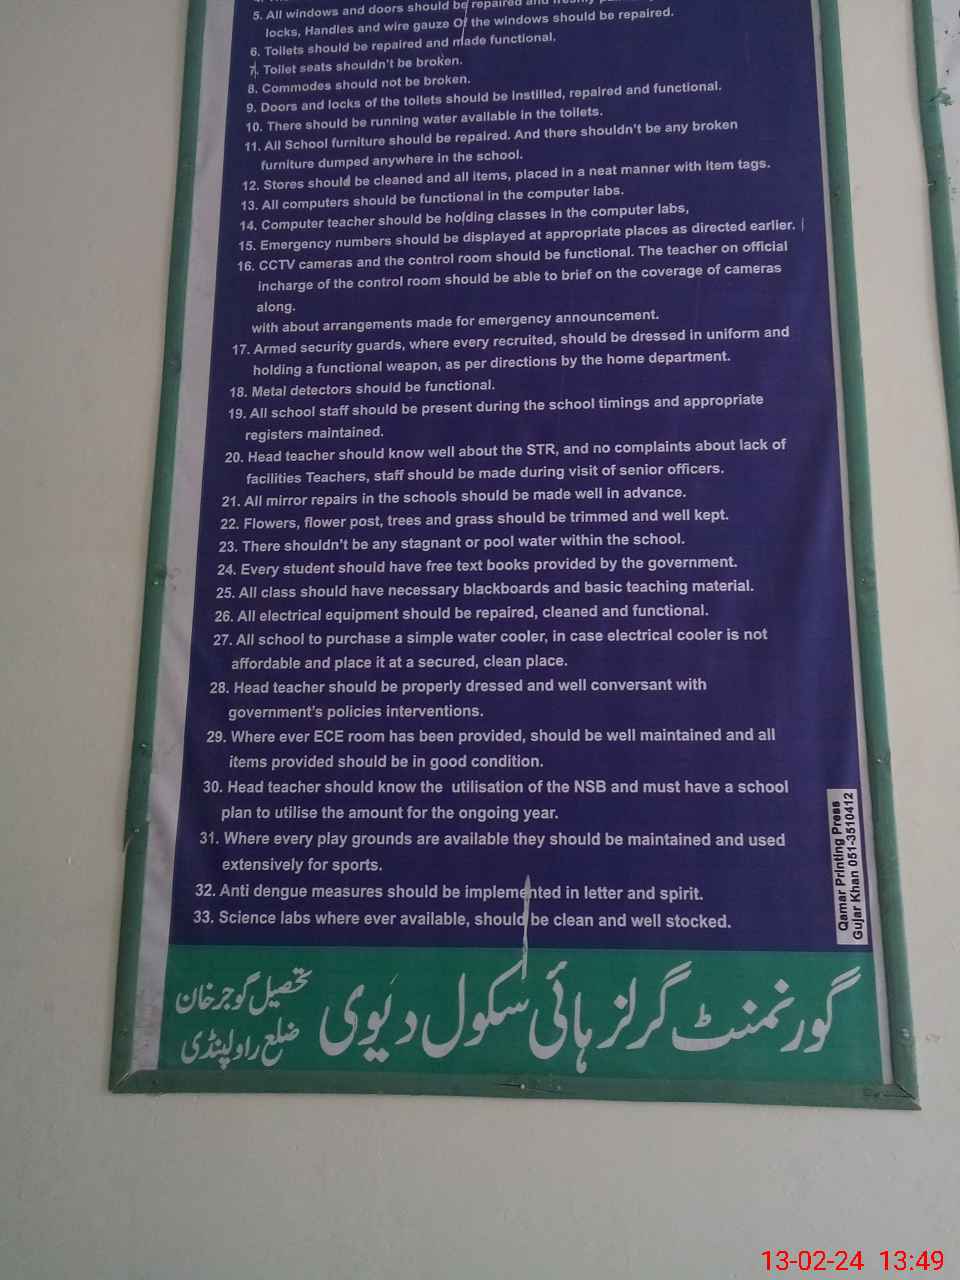 5. All windows and doors should be repaired and freshly
locks, Handles and wire gauze Of the windows should be repaired.
6. Toilets should be repaired and made functional.
7. Toilet seats shouldn't be broken.
8. Commodes should not be broken.
9. Doors and locks of the toilets should be instilled, repaired and functional.
10. There should be running water available in the toilets.
11. All School furniture should be repaired. And there shouldn't be any broken
furniture dumped anywhere in the school.
12. Stores should be cleaned and all items, placed in a neat manner with item tags.
13. All computers should be functional in the computer labs.
14. Computer teacher should be holding classes in the computer labs,
15. Emergency numbers should be displayed at appropriate places as directed earlier.
16. CCTV cameras and the control room should be functional. The teacher on official
incharge of the control room should be able to brief on the coverage of cameras
along.
with about arrangements made for emergency announcement.
17. Armed security guards, where every recruited, should be dressed in uniform and
holding a functional weapon, as per directions by the home department.
18. Metal detectors should be functional.
19. All school staff should be present during the school timings and appropriate
registers maintained.
20. Head teacher should know well about the STR, and no complaints about lack of
facilities Teachers, staff should be made during visit of senior officers.
21. All mirror repairs in the schools should be made well in advance.
22. Flowers, flower post, trees and grass should be trimmed and well kept.
23. There shouldn't be any stagnant or pool water within the school.
24. Every student should have free text books provided by the government.
25. All class should have necessary blackboards and basic teaching material.
26. All electrical equipment should be repaired, cleaned and functional.
27. All school to purchase a simple water cooler, in case electrical cooler is not
affordable and place it at a secured, clean place.
28. Head teacher should be properly dressed and well conversant with
government's policies interventions.
29. Where ever ECE room has been provided, should be well maintained and all
items provided should be in good condition.
30. Head teacher should know the utilisation of the NSB and must have a school
plan to utilise the amount for the ongoing year.
31. Where every play grounds are available they should be maintained and used
extensively for sports.
32. Anti dengue measures should be implemented in letter and spirit.
33. Science labs where ever available, should be clean and well stocked.
Qamar Printing Press
Gujar Khan 051-3510412
گورنمنٹ گرلز ہائی سکول دیوی
تحصیل گوجرخان
ضلع راولپنڈی
13-02-24 13:49